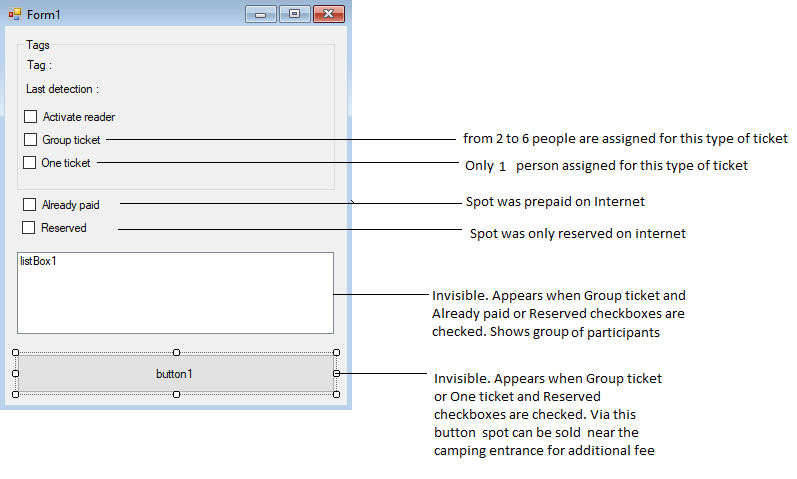 Form1
Tags
Tag :
Last detection :
Activate reader
Group ticket
from 2 to 6 people are assigned for this type of ticket
One ticket
Only 1 person assigned for this type of ticket
Already paid
Spot was prepaid on Internet
Reserved
Spot was only reserved on internet
listBox1
Invisible. Appears when Group ticket and
Already paid or Reserved checkboxes are
checked. Shows group of participants
button1
Invisible. Appears when Group ticket
or One ticket and Reserved
checkboxes are checked. Via this
button spot can be sold near the
camping entrance for additional fee